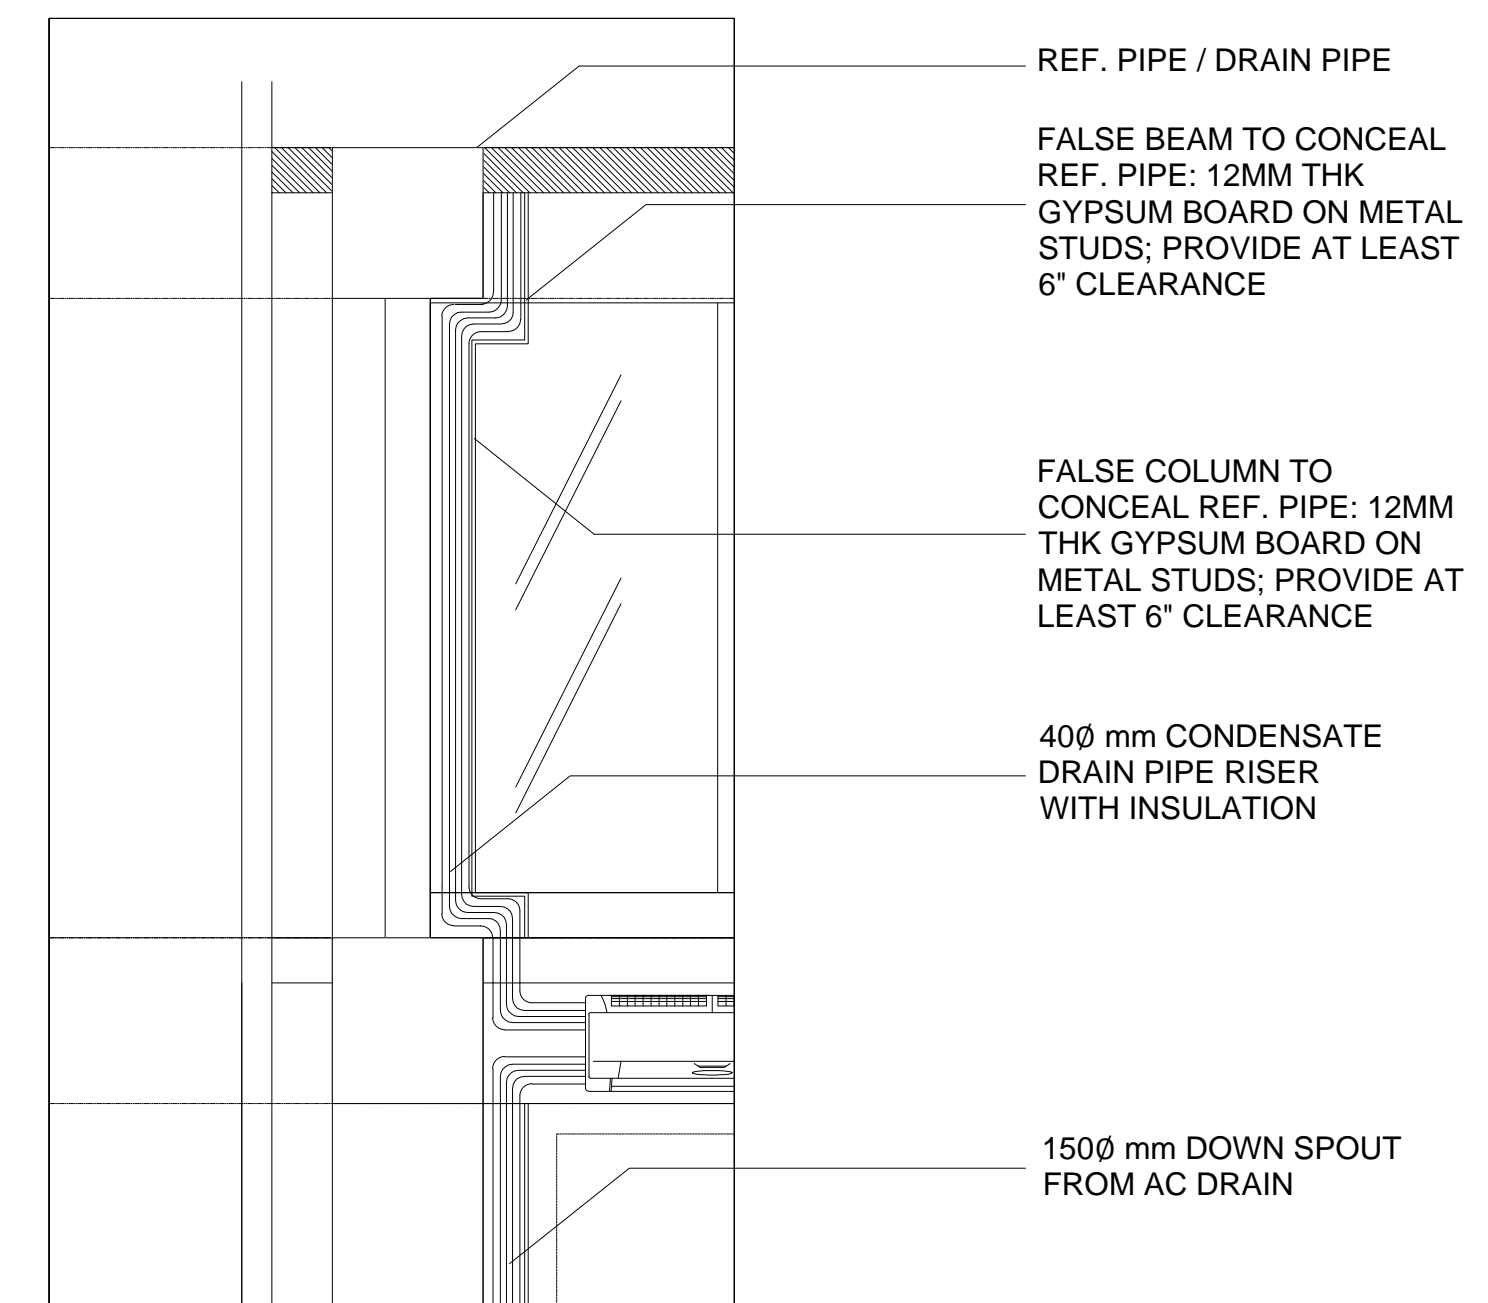 REF. PIPE / DRAIN PIPE
FALSE BEAM TO CONCEAL
REF. PIPE: 12MM THK
GYPSUM BOARD ON METAL
STUDS; PROVIDE AT LEAST
6" CLEARANCE
FALSE COLUMN TO
CONCEAL REF. PIPE: 12MM
THK GYPSUM BOARD ON
METAL STUDS; PROVIDE AT
LEAST 6" CLEARANCE
40Ø mm CONDENSATE
DRAIN PIPE RISER
WITH INSULATION
150Ø mm DOWN SPOUT
FROM AC DRAIN